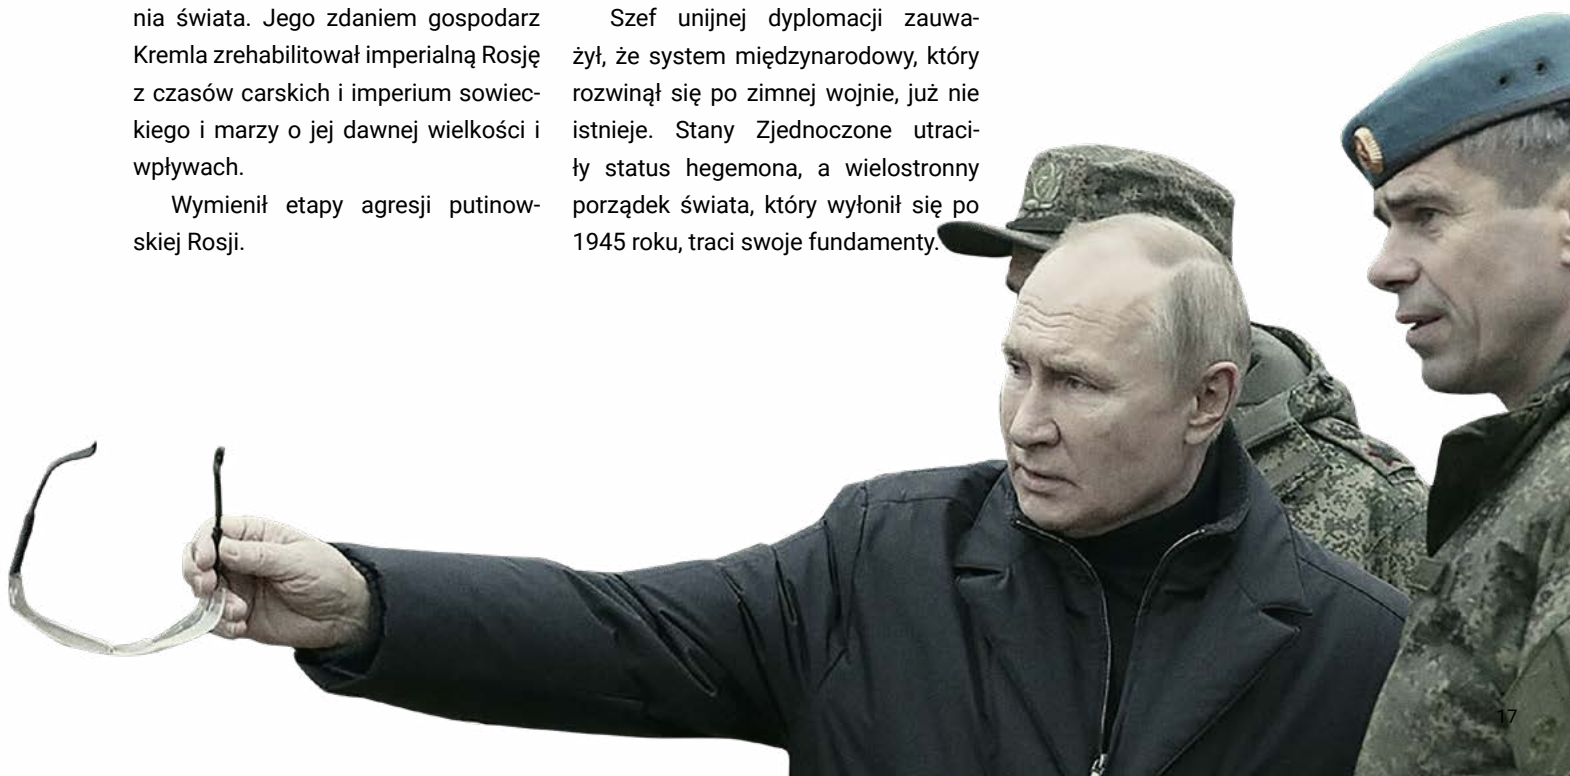 nia świata. Jego zdaniem gospodarz
Kremla zrehabilitował imperialną Rosję
z czasów carskich i imperium sowiec-
kiego i marzy o jej dawnej wielkości i
wpływach.
Wymienił etapy agresji putinow-
skiej Rosji.
Szef unijnej dyplomacji zauwa-
żył, że system międzynarodowy, który
rozwinął się po zimnej wojnie, już nie
istnieje. Stany Zjednoczone utraci-
ły status hegemona, a wielostronny
porządek świata, który wyłonił się po
1945 roku, traci swoje fundamenty.
17